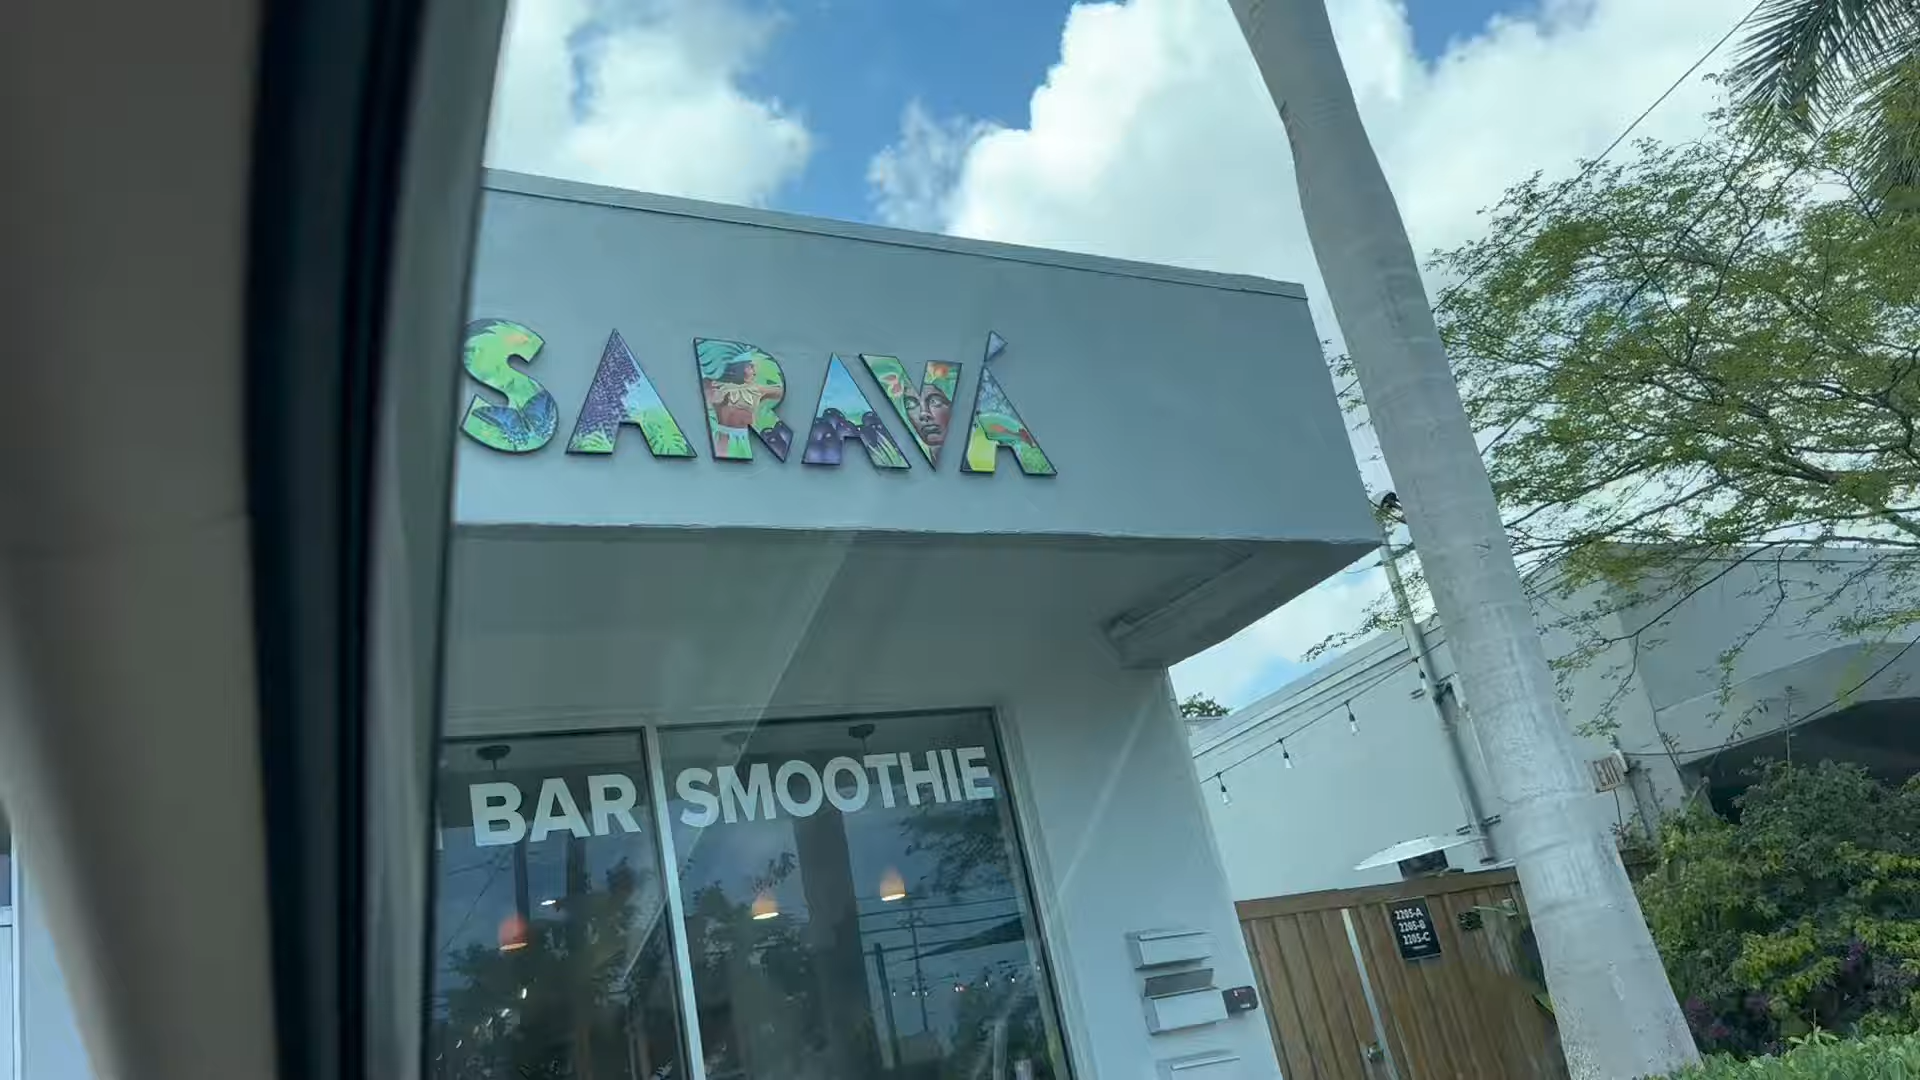 SARAVÁ
BAR SMOOTHIE
EXIT
2205-A
2205-B
2205-C